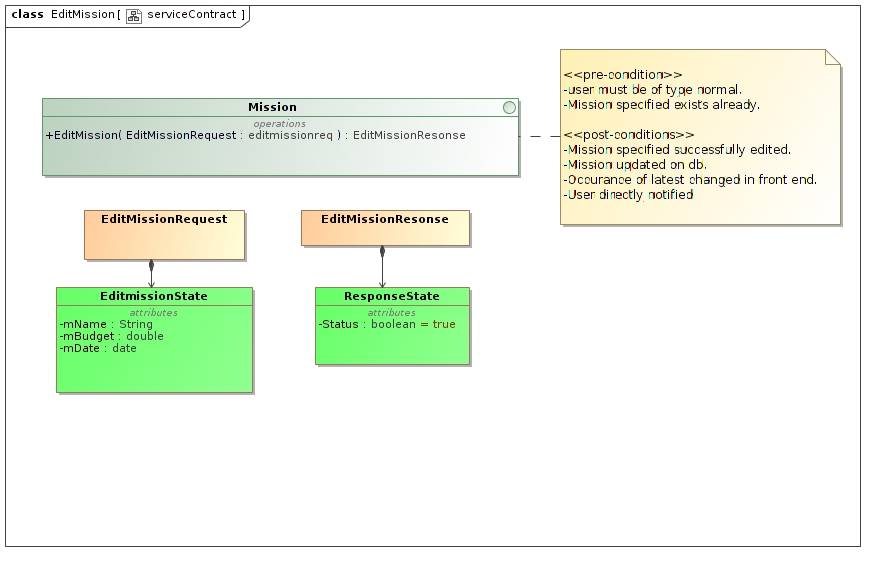 class EditMission [ serviceContract ]
Mission
operations
+EditMission( EditMissionRequest : editmissionreq ) : EditMissionResonse
<<pre-condition>>
-user must be of type normal.
-Mission specified exists already.
<<post-conditions>>
-Mission specified successfully edited.
-Mission updated on db.
-Occurance of latest changed in front end.
-User directly notified
EditMissionRequest
EditMissionResonse
EditmissionState
attributes
-mName : String
-mBudget : double
-mDate : date
ResponseState
attributes
-Status : boolean = true